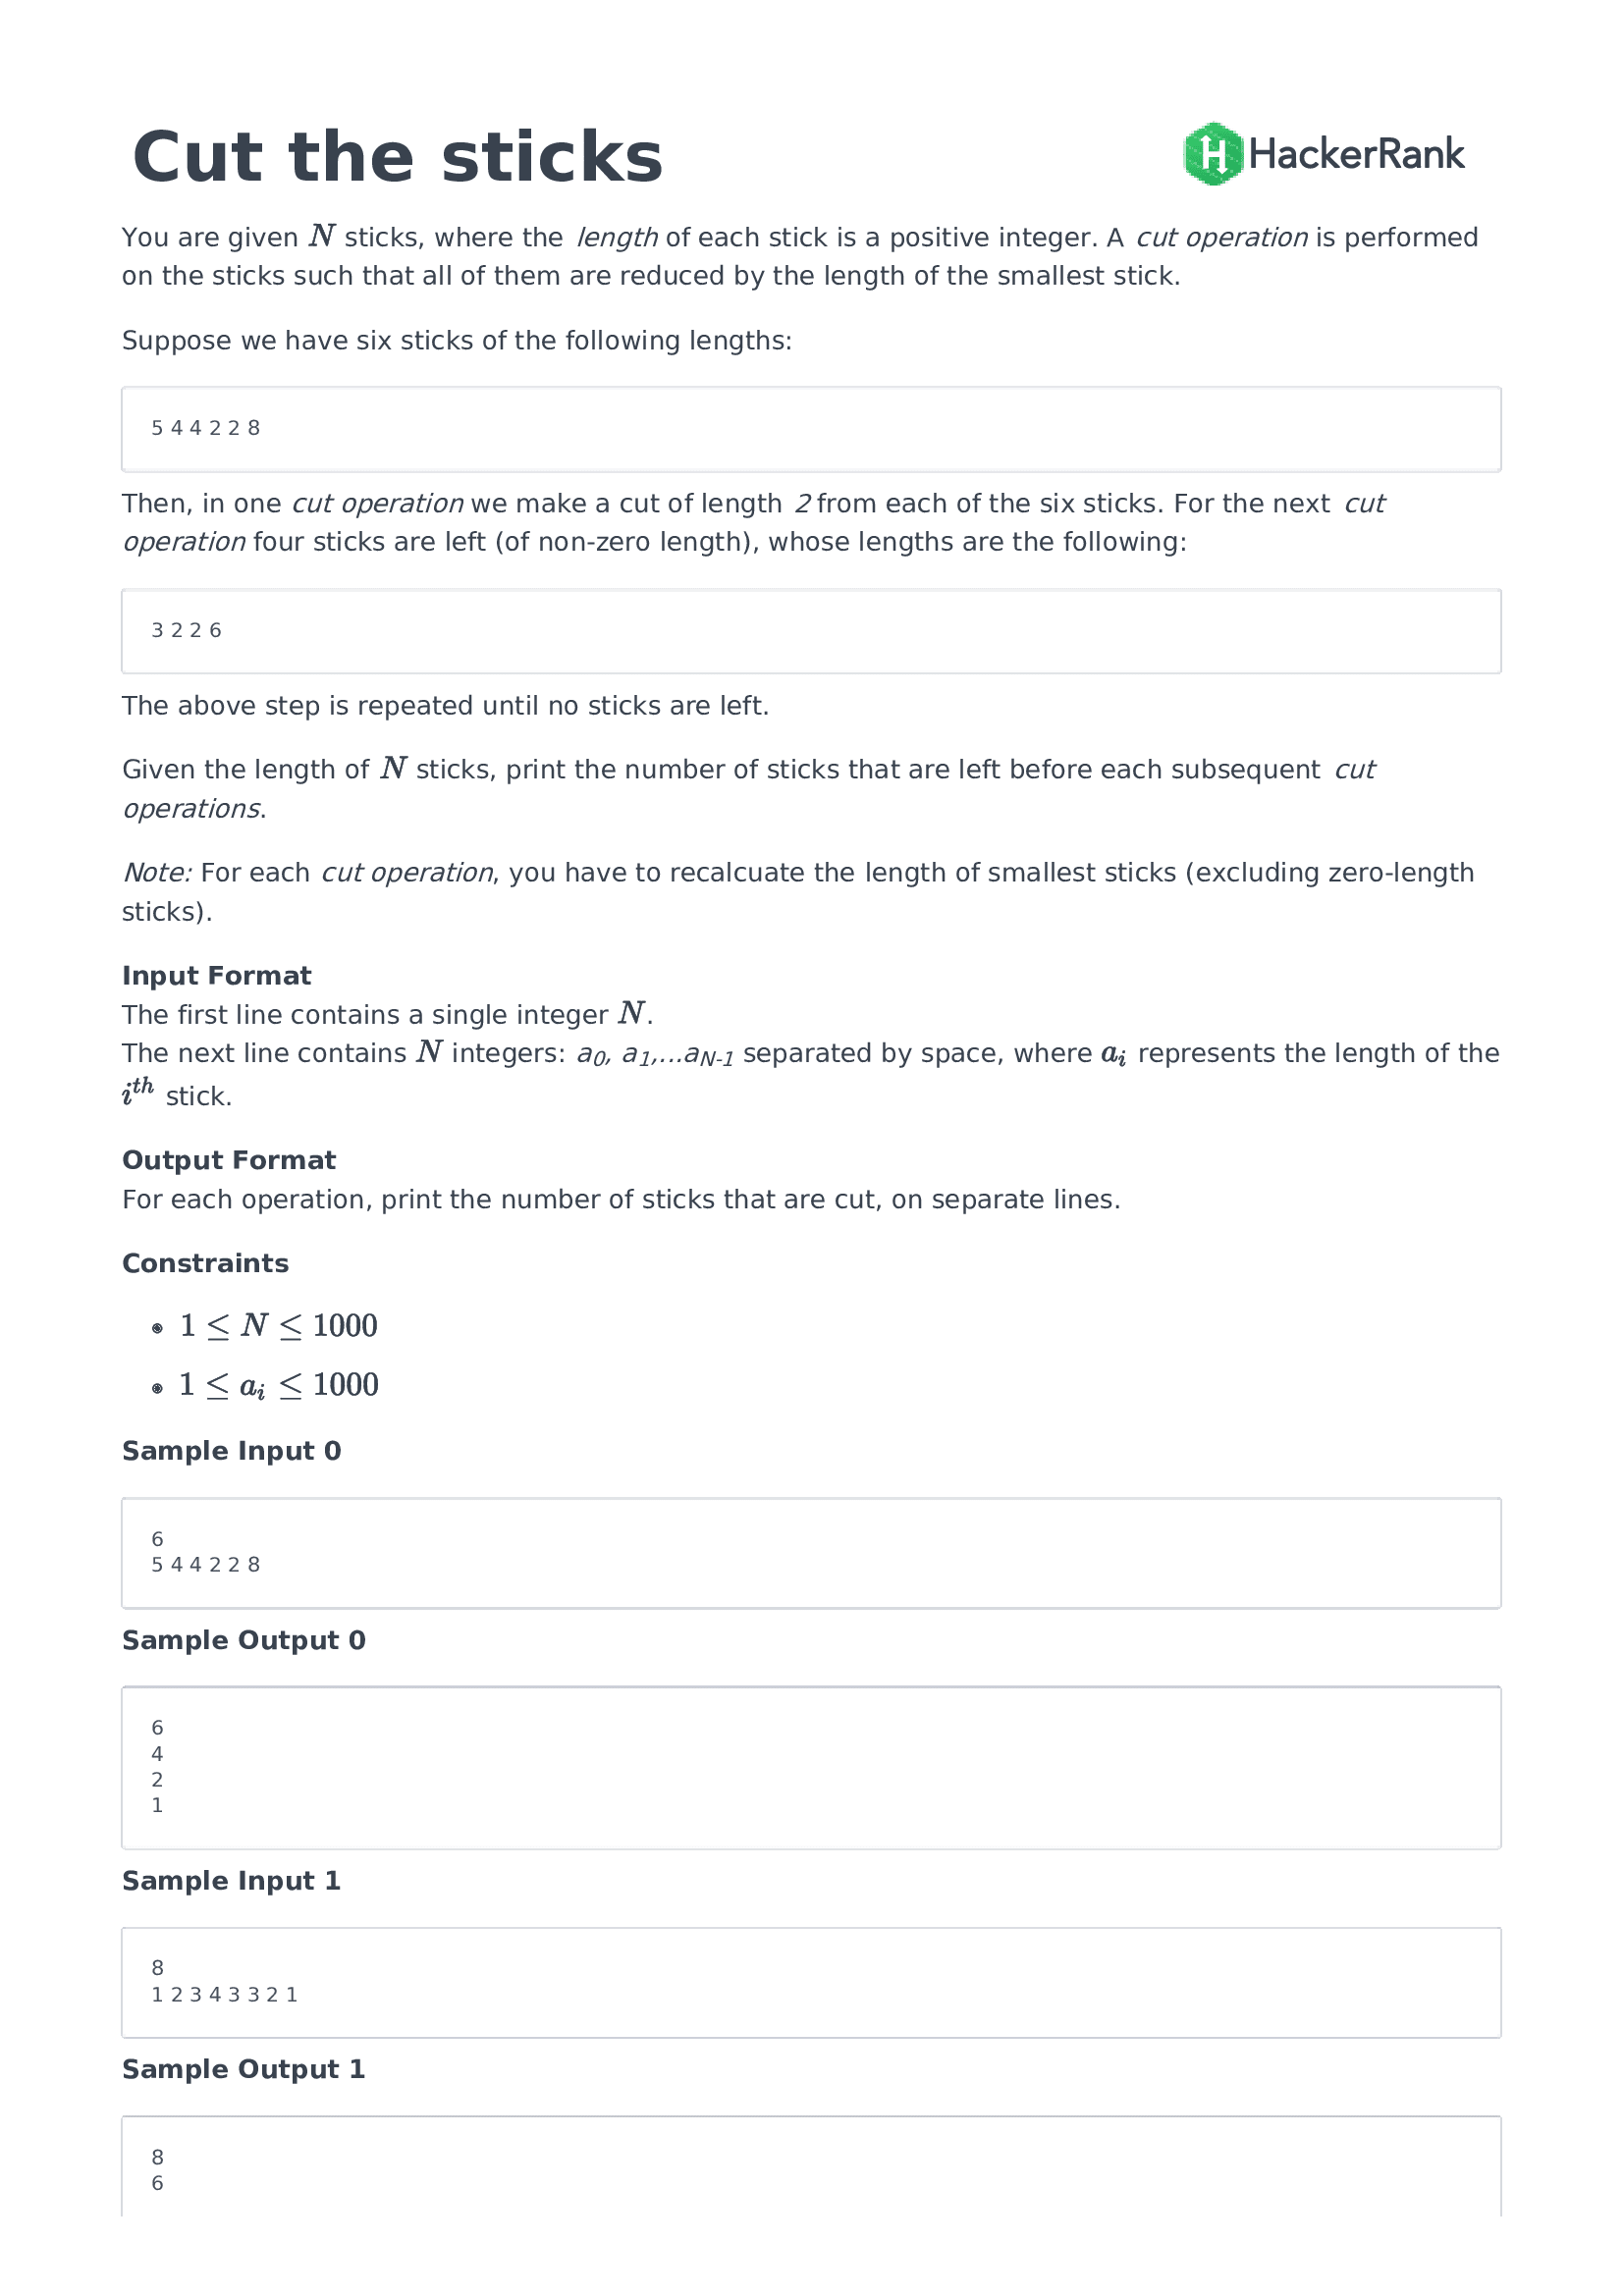 Cut the sticks
HackerRank
You are given N sticks, where the length of each stick is a positive integer. A cut operation is performed
on the sticks such that all of them are reduced by the length of the smallest stick.
Suppose we have six sticks of the following lengths:
5 4 4 2 2 8
Then, in one cut operation we make a cut of length 2 from each of the six sticks. For the next cut
operation four sticks are left (of non-zero length), whose lengths are the following:
3 2 2 6
The above step is repeated until no sticks are left.
Given the length of N sticks, print the number of sticks that are left before each subsequent cut
operations.
Note: For each cut operation, you have to recalcuate the length of smallest sticks (excluding zero-length
sticks).
Input Format
The first line contains a single integer N.
The next line contains N integers: a0, a1,...aN-1 separated by space, where ai represents the length of the
ith stick.
Output Format
For each operation, print the number of sticks that are cut, on separate lines.
Constraints
1 ≤ N ≤ 1000
1 ≤ ai ≤ 1000
Sample Input 0
6
5 4 4 2 2 8
Sample Output 0
6
4
2
1
Sample Input 1
8
1 2 3 4 3 3 2 1
Sample Output 1
8
6